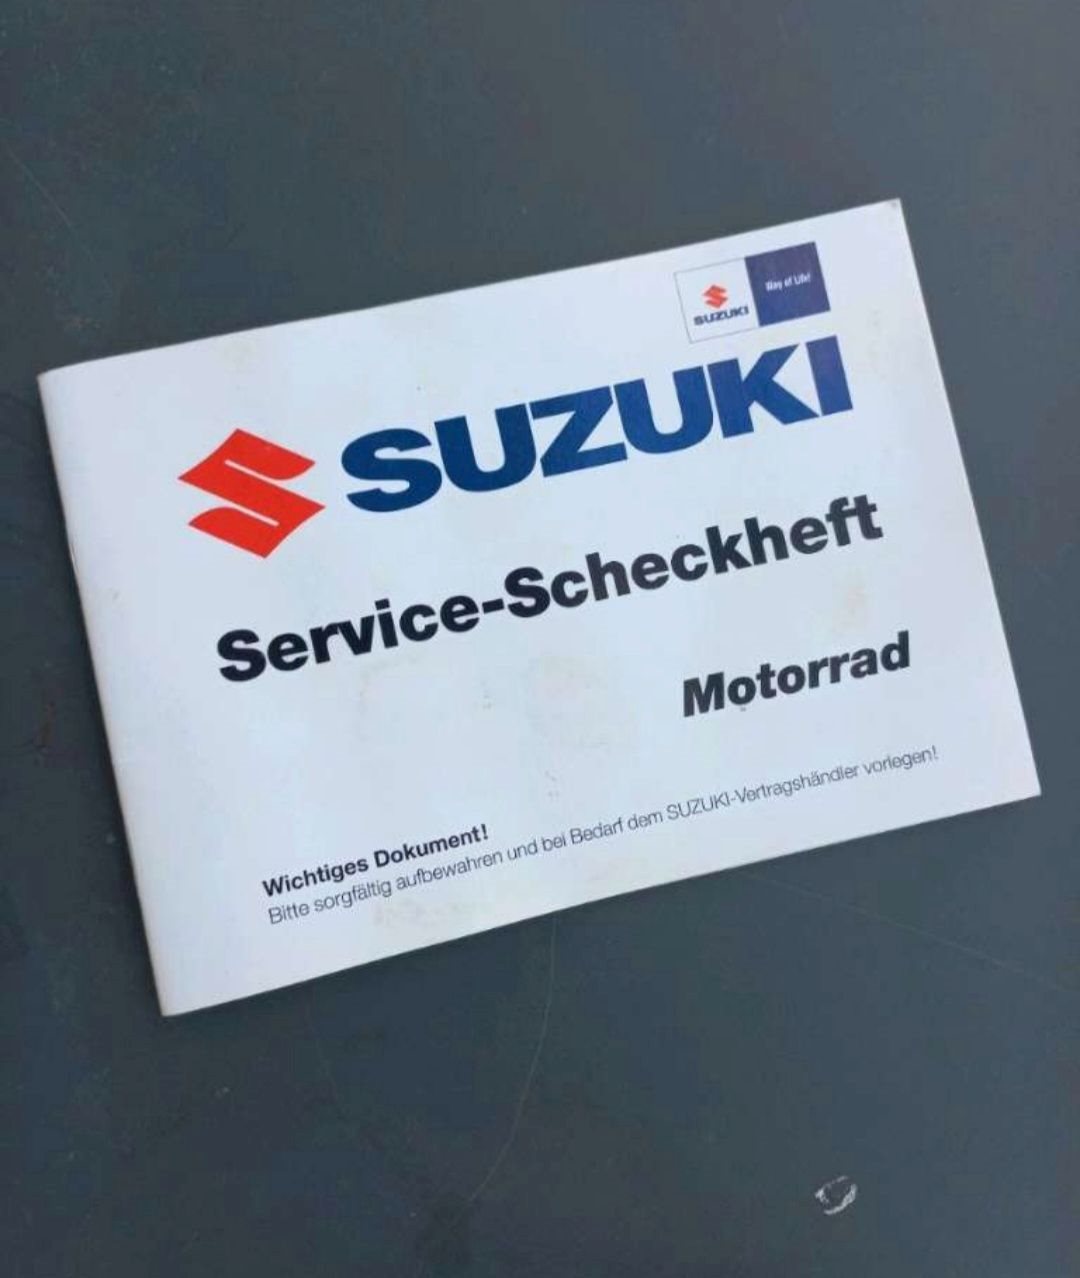 SUZUKI
Way of Life!
SUZUKI
Service-Scheckheft
Motorrad
Wichtiges Dokument!
Bitte sorgfältig aufbewahren und bei Bedarf dem SUZUKI-Vertragshändler vorlegen!